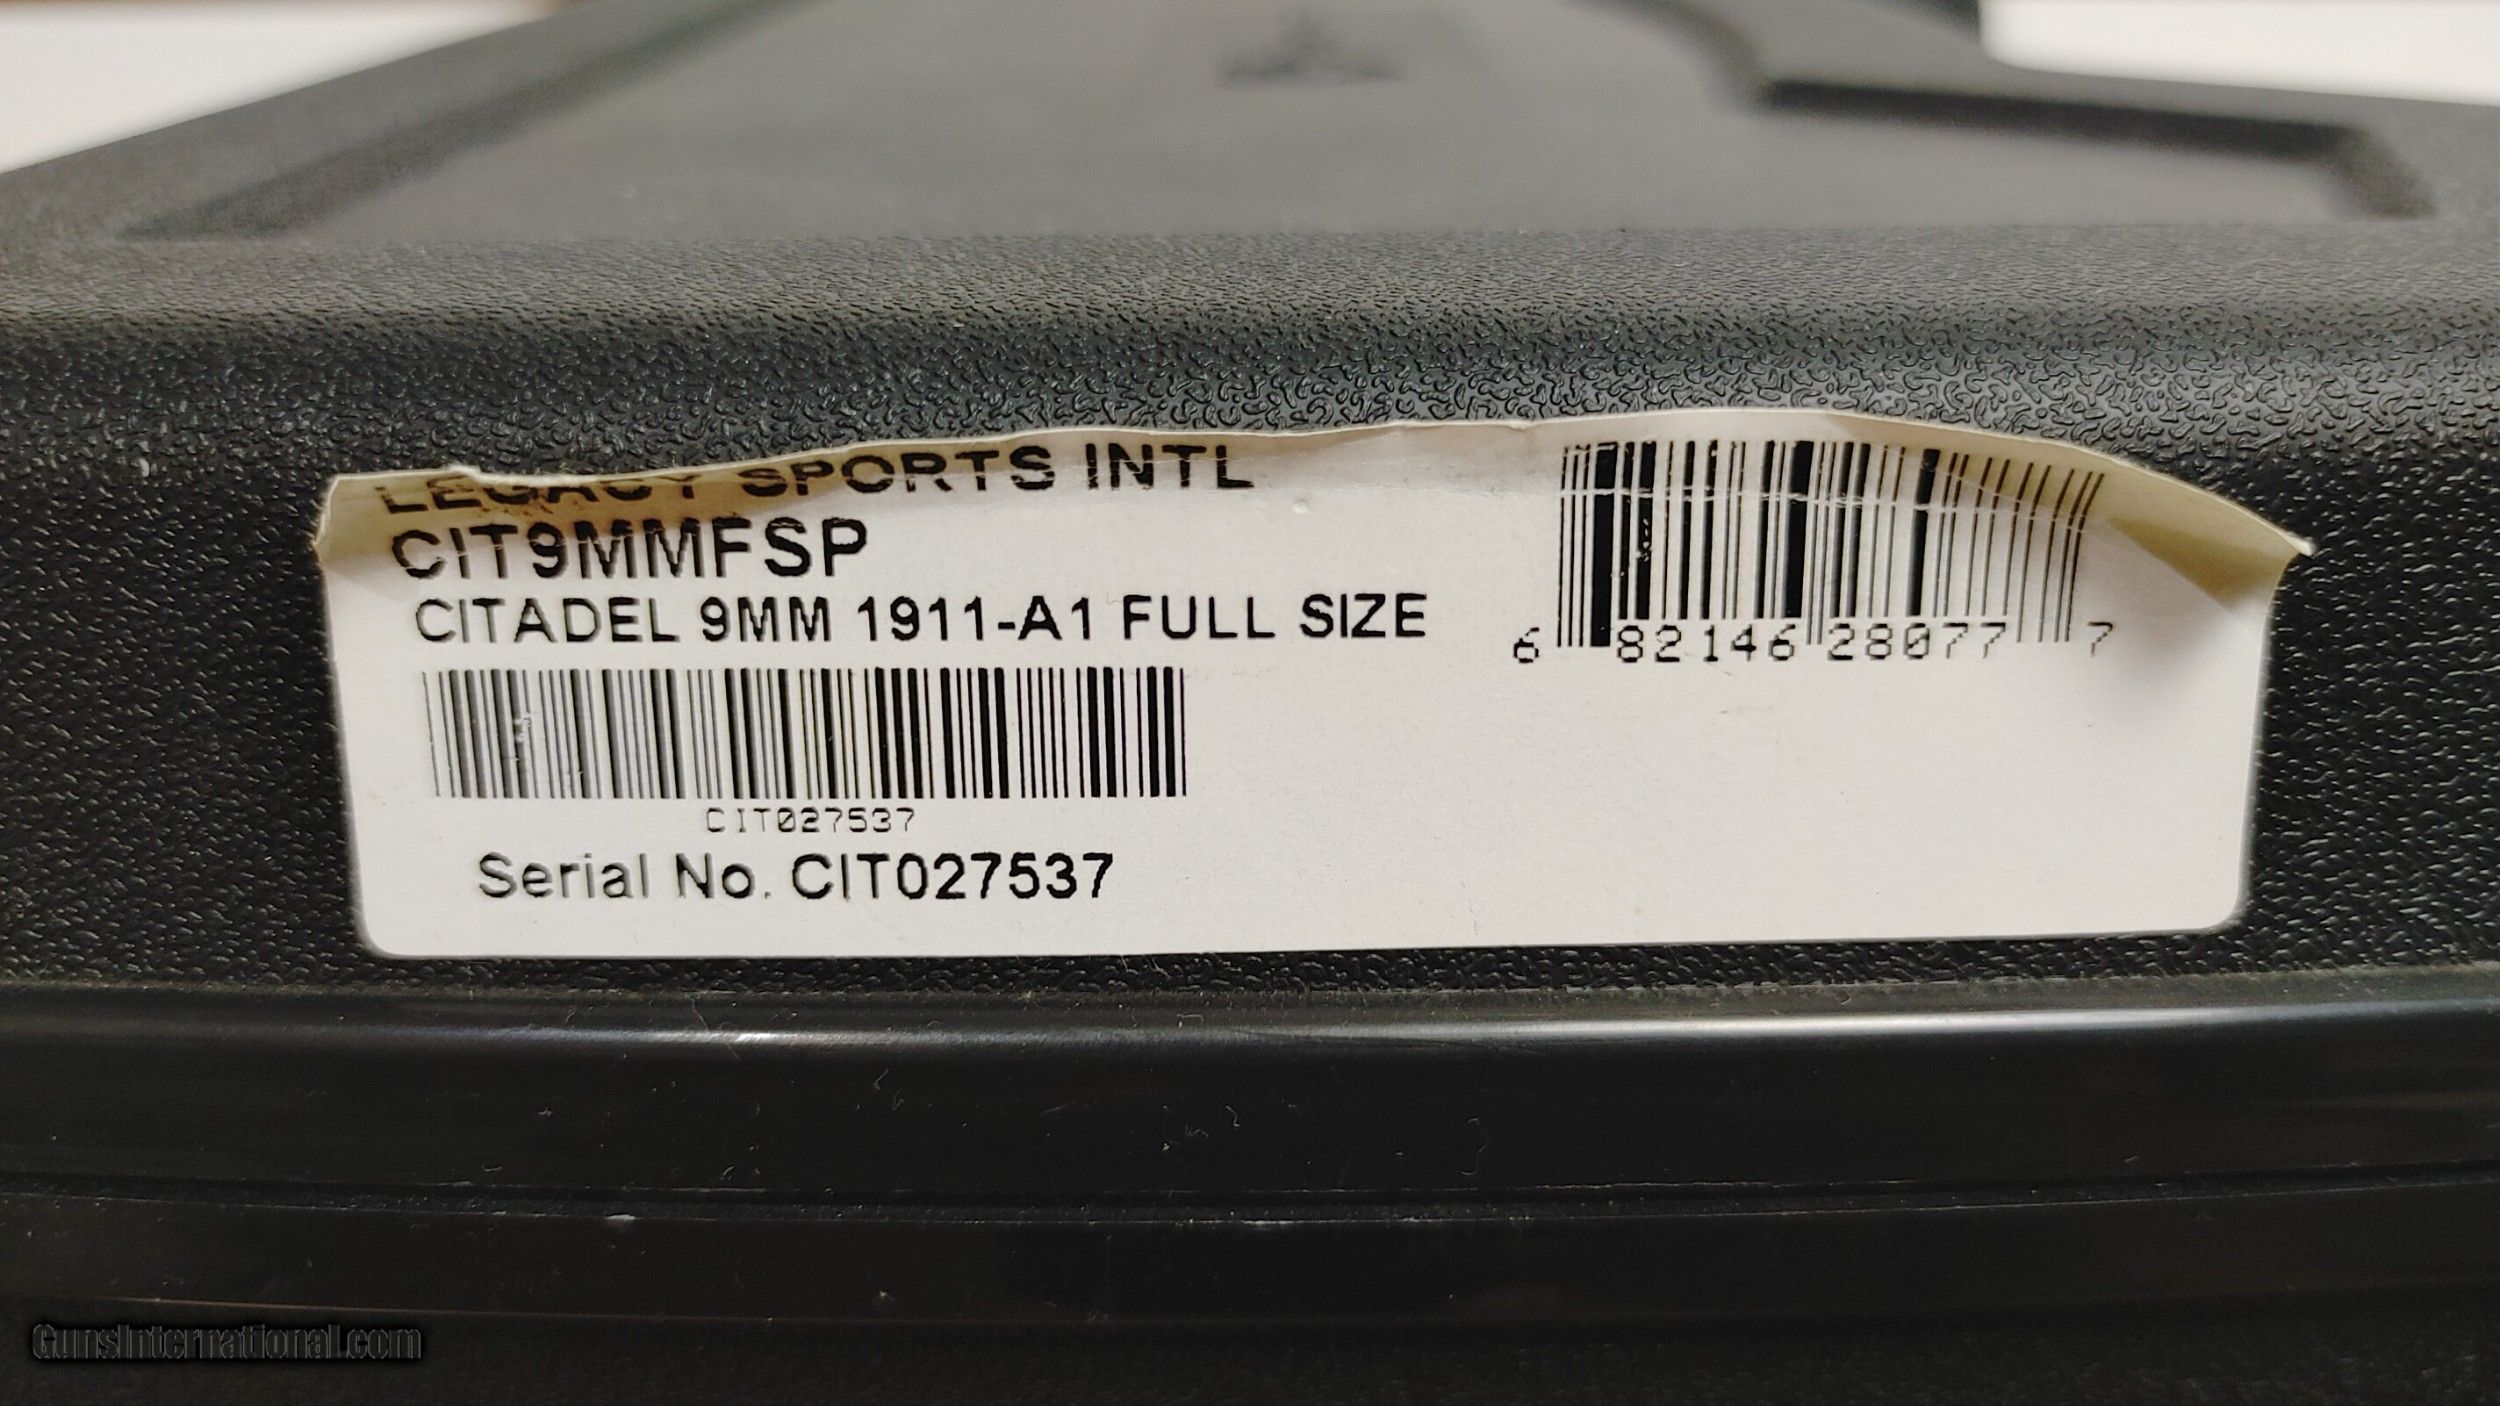 LEGACY SPORTS INTL
CIT9MMFSP
CITADEL 9MM 1911-A1 FULL SIZE
6 82146 28077 7
CIT027537
Serial No. CIT027537
GunsInternational.com